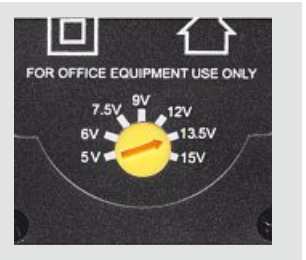 FOR OFFICE EQUIPMENT USE ONLY
9V
7.5V 12V
6V 13.5V
5V 15V